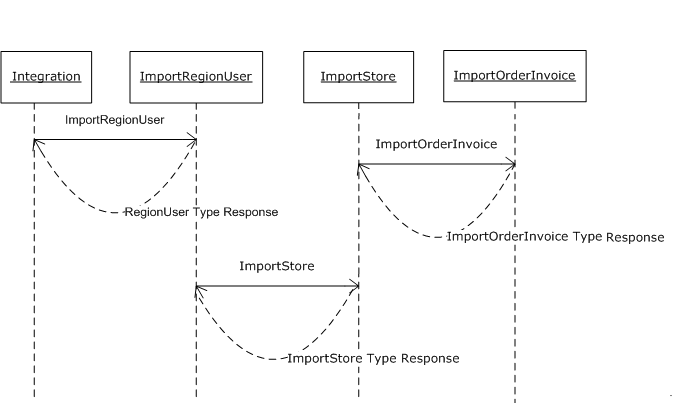 Integration
ImportRegionUser
ImportStore
ImportOrderInvoice
ImportRegionUser
ImportOrderInvoice
RegionUser Type Response
ImportOrderInvoice Type Response
ImportStore
ImportStore Type Response